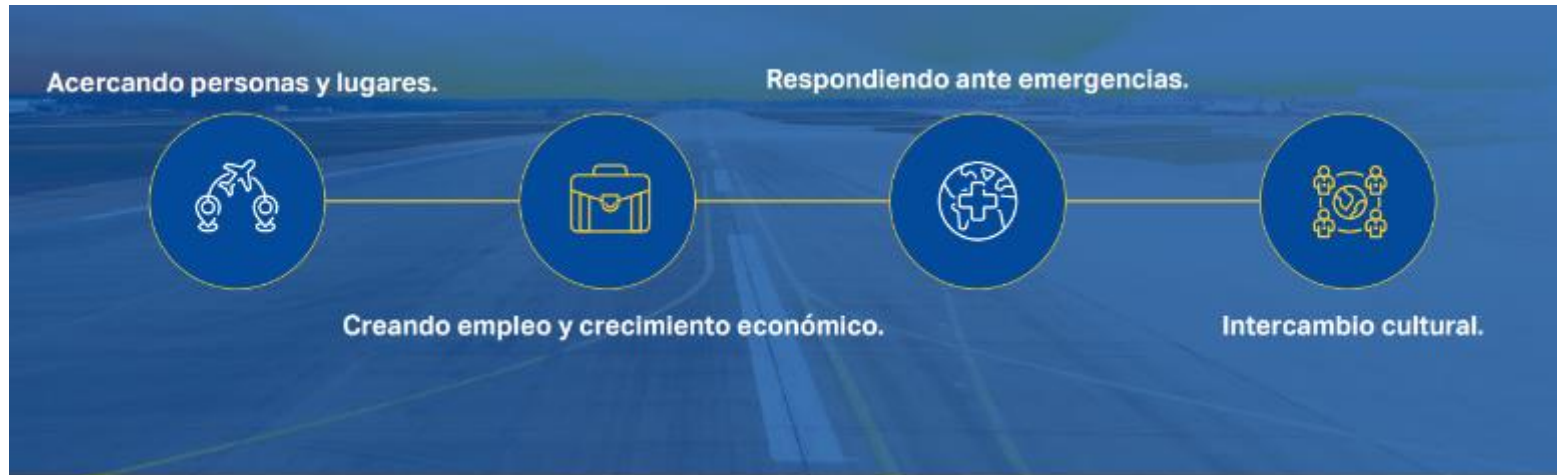 Acercando personas y lugares.
Creando empleo y crecimiento económico.
Respondiendo ante emergencias.
Intercambio cultural.